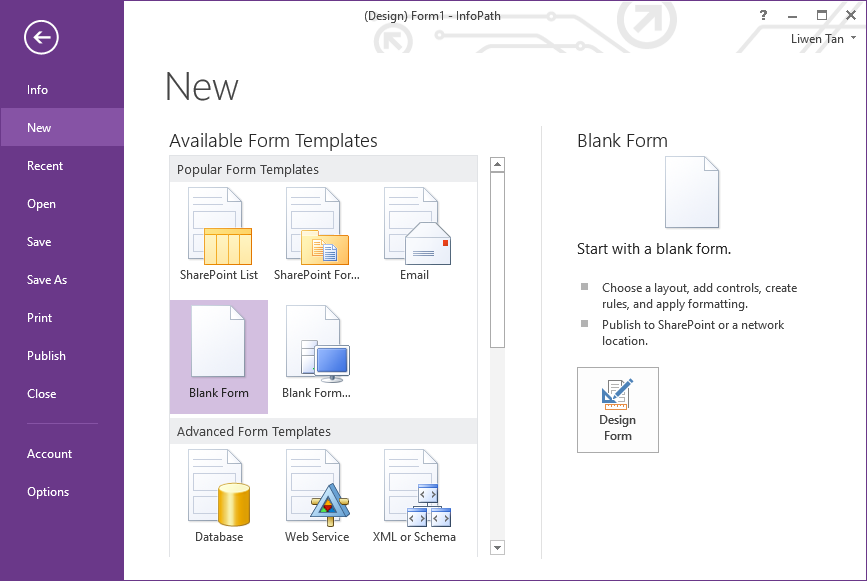 (Design) Form1 - InfoPath
?
Liwen Tan
Info
New
Recent
Open
Save
Save As
Print
Publish
Close
Account
Options
New
Available Form Templates
Popular Form Templates
SharePoint List
SharePoint For...
Email
Blank Form
Blank Form...
Advanced Form Templates
Database
Web Service
XML or Schema
Blank Form
Start with a blank form.
Choose a layout, add controls, create
rules, and apply formatting.
Publish to SharePoint or a network
location.
Design
Form